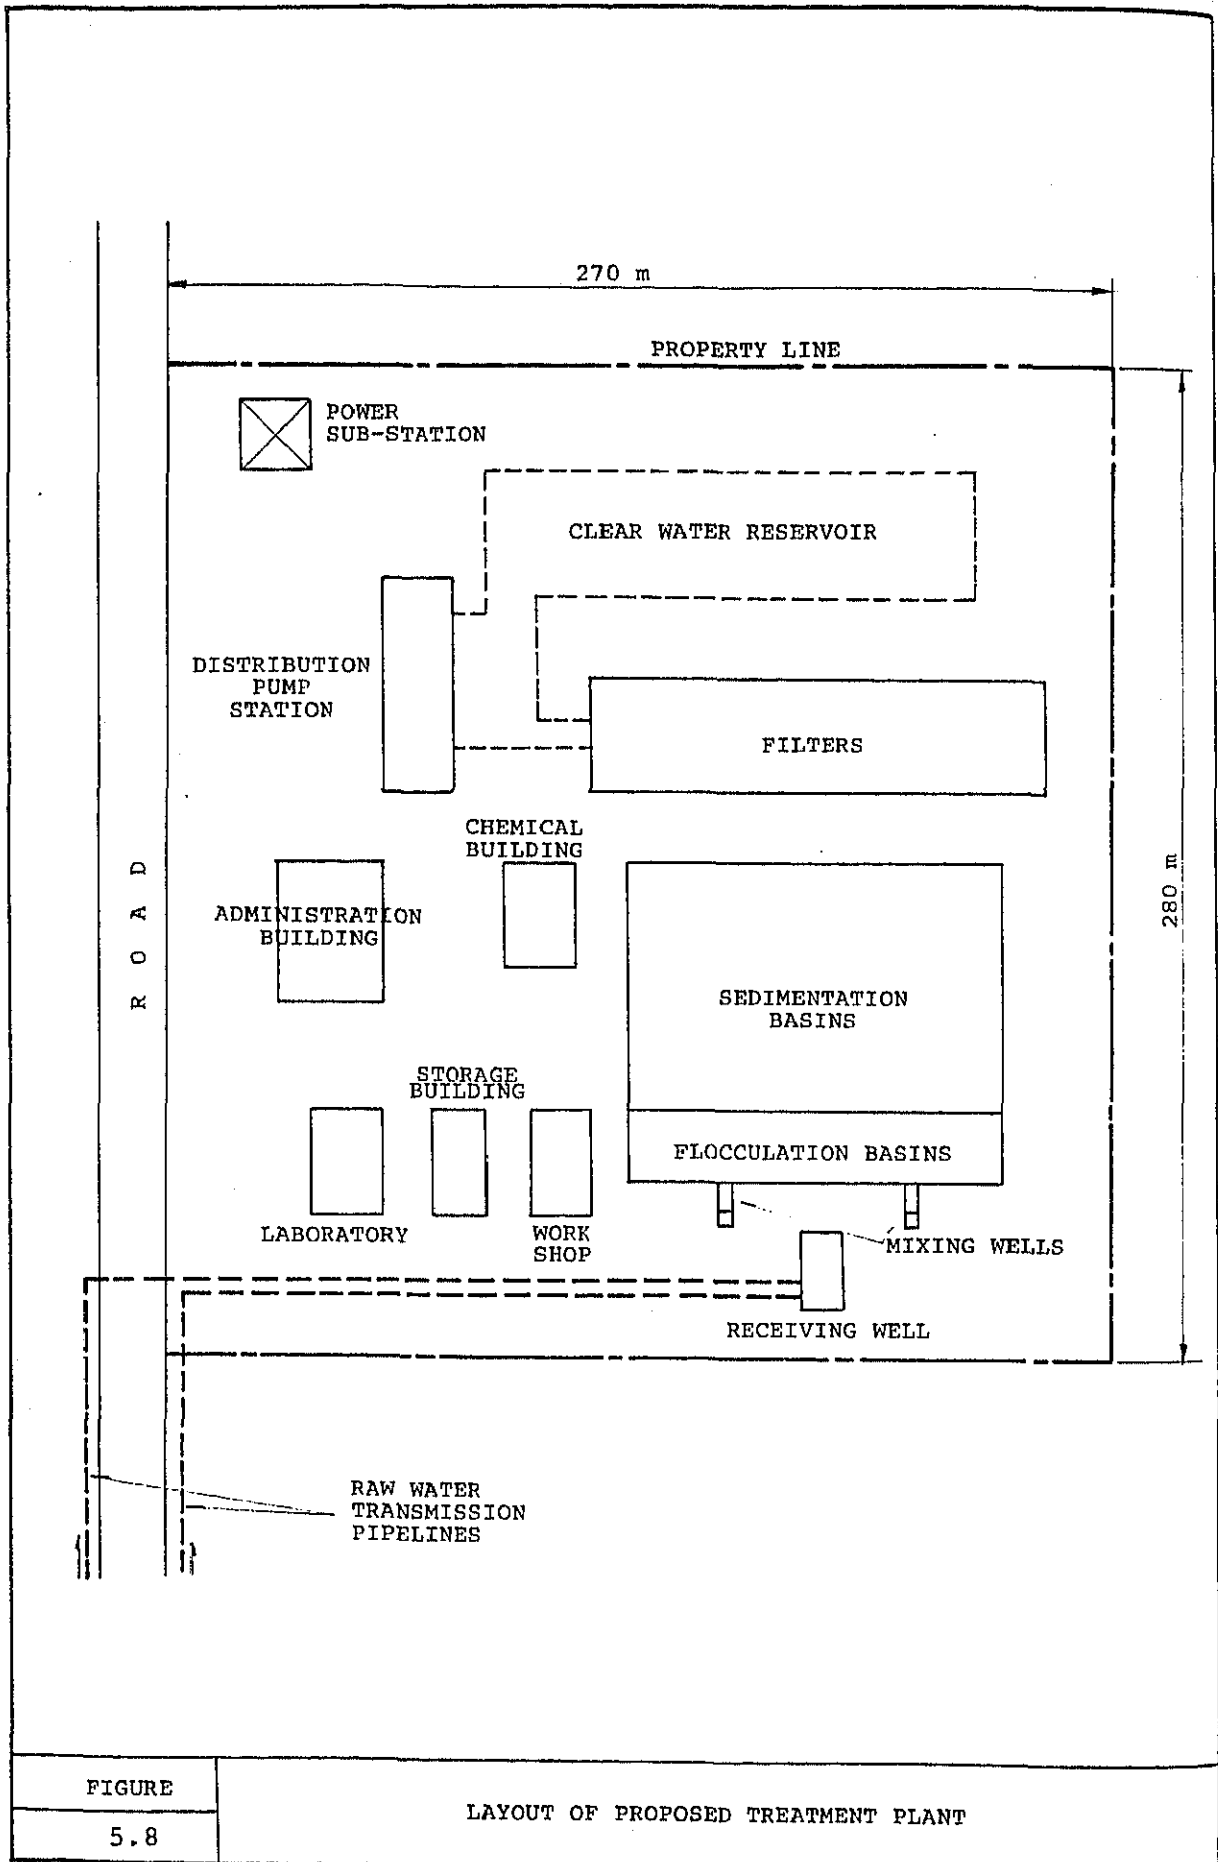 270 m
PROPERTY LINE
POWER
SUB-STATION
CLEAR WATER RESERVOIR
DISTRIBUTION
PUMP
STATION
FILTERS
CHEMICAL
BUILDING
ROAD
ADMINISTRATION
BUILDING
280 m
SEDIMENTATION
BASINS
STORAGE
BUILDING
FLOCCULATION BASINS
LABORATORY
WORK
SHOP
MIXING WELLS
RECEIVING WELL
RAW WATER
TRANSMISSION
PIPELINES
FIGURE
5.8
LAYOUT OF PROPOSED TREATMENT PLANT